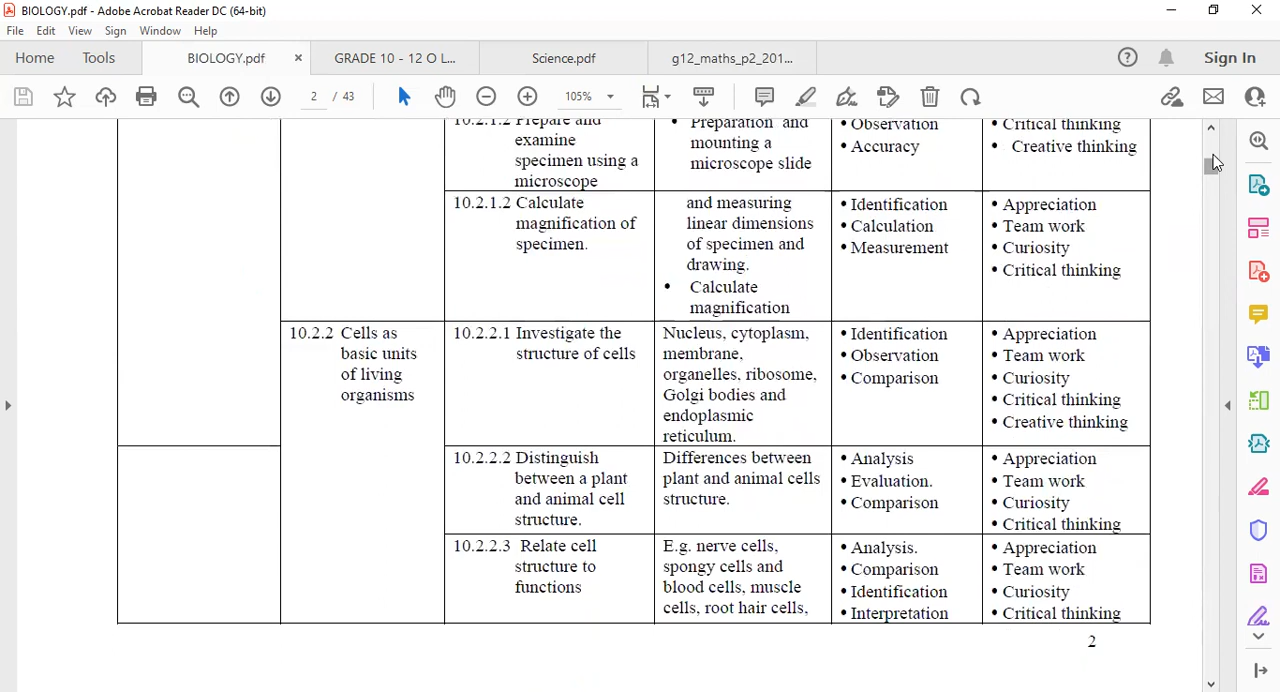 BIOLOGY.pdf - Adobe Acrobat Reader DC (64-bit)
File Edit View Sign Window Help
Home Tools BIOLOGY.pdf × GRADE 10 - 12 O L... Science.pdf g12_maths_p2_201... Sign In
2 / 43 105%
10.2.1.2 Prepare and
examine
specimen using a
microscope
• Preparation and
mounting a
microscope slide
• Observation
• Accuracy
• Critical thinking
• Creative thinking
10.2.1.2 Calculate
magnification of
specimen.
and measuring
linear dimensions
of specimen and
drawing.
• Calculate
magnification
• Identification
• Calculation
• Measurement
• Appreciation
• Team work
• Curiosity
• Critical thinking
10.2.2 Cells as
basic units
of living
organisms
10.2.2.1 Investigate the
structure of cells
Nucleus, cytoplasm,
membrane,
organelles, ribosome,
Golgi bodies and
endoplasmic
reticulum.
• Identification
• Observation
• Comparison
• Appreciation
• Team work
• Curiosity
• Critical thinking
• Creative thinking
10.2.2.2 Distinguish
between a plant
and animal cell
structure.
Differences between
plant and animal cells
structure.
• Analysis
• Evaluation.
• Comparison
• Appreciation
• Team work
• Curiosity
• Critical thinking
10.2.2.3 Relate cell
structure to
functions
E.g. nerve cells,
spongy cells and
blood cells, muscle
cells, root hair cells,
• Analysis.
• Comparison
• Identification
• Interpretation
• Appreciation
• Team work
• Curiosity
• Critical thinking
2